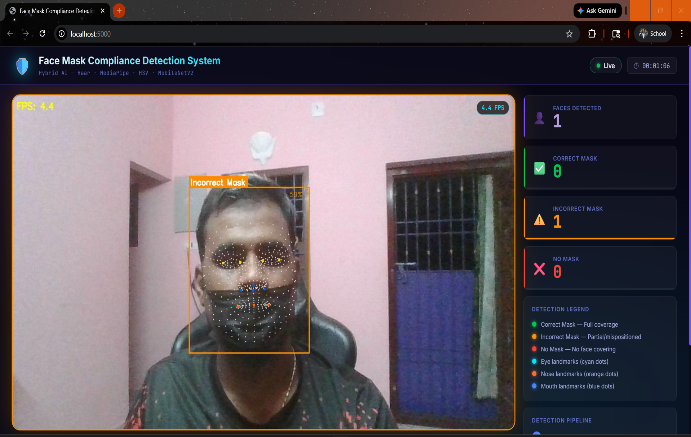 Face Mask Compliance Detectio
Ask Gemini
localhost:5000
School
Face Mask Compliance Detection System
Hybrid AI · Haar · MediaPipe · HSV · MobileNetV2
Live
00:01:06
FPS: 4.4
4.4 FPS
Incorrect Mask
FACES DETECTED
1
CORRECT MASK
0
INCORRECT MASK
1
NO MASK
0
DETECTION LEGEND
Correct Mask — Full coverage
Incorrect Mask — Partial/mispositioned
No Mask — No face covering
Eye landmarks (cyan dots)
Nose landmarks (orange dots)
Mouth landmarks (blue dots)
DETECTION PIPELINE